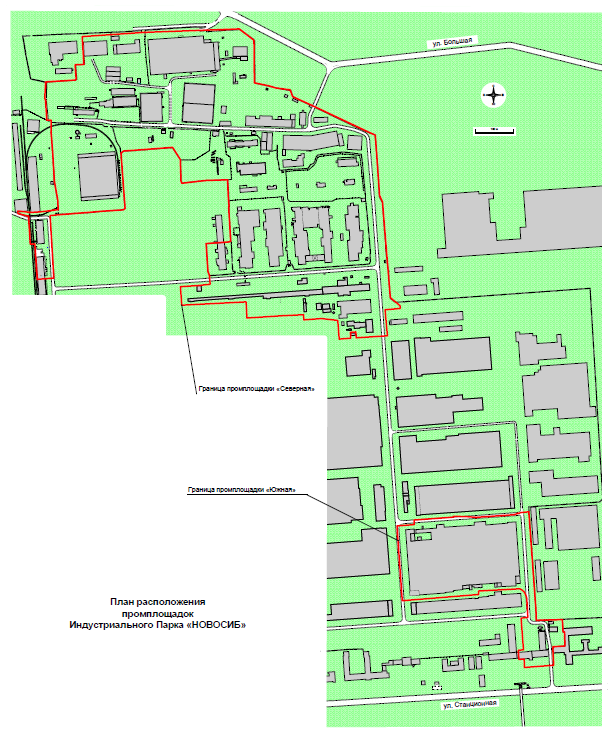 ул. Большая
Граница промплощадки «Северная»
Граница промплощадки «Южная»
План расположения
промплощадок
Индустриального Парка «НОВОСИБ»
ул. Станционная